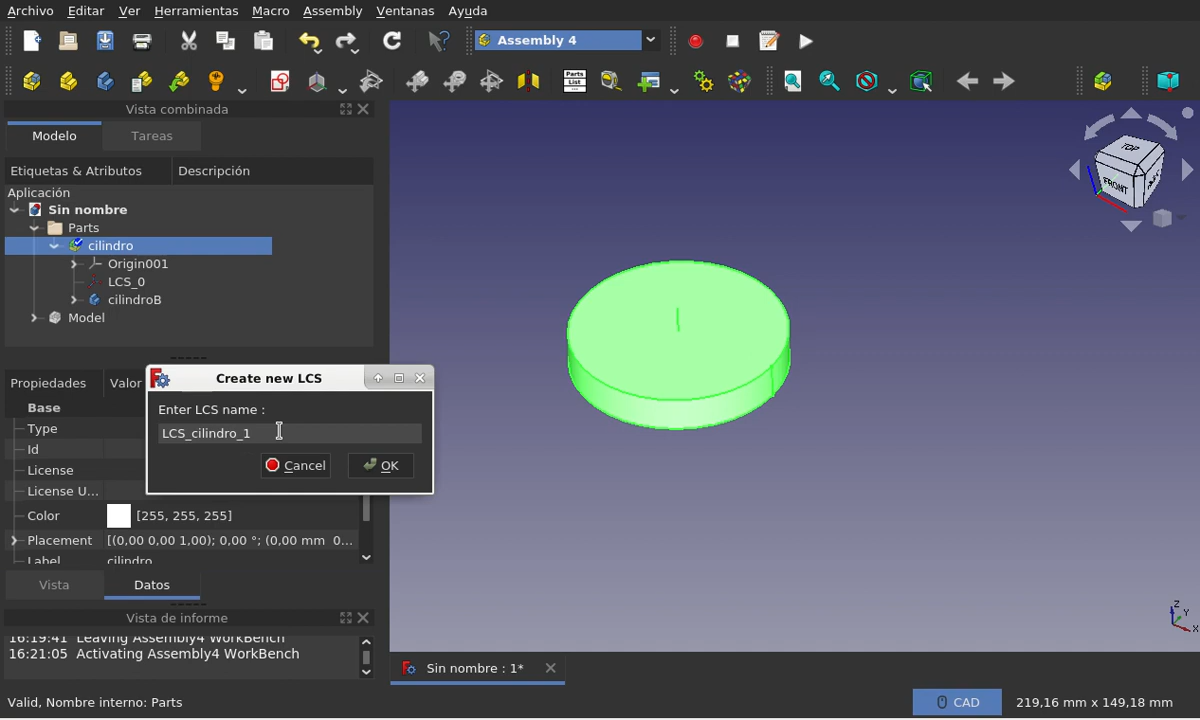 Archivo Editar Ver Herramientas Macro Assembly Ventanas Ayuda
Assembly 4
Parts
List
Vista combinada
Modelo Tareas
Etiquetas & Atributos Descripción
Aplicación
Sin nombre
Parts
cilindro
Origin001
LCS_0
cilindroB
Model
Propiedades Valor
Base
Type
Id
License
License U...
Color [255, 255, 255]
Placement [(0,00 0,00 1,00); 0,00 °; (0,00 mm 0...
Label cilindro
Create new LCS
Enter LCS name :
LCS_cilindro_1
Cancel OK
Vista Datos
Vista de informe
16:19:41 Leaving Assembly4 WorkBench
16:21:05 Activating Assembly4 WorkBench
TOP
FRONT
Z
Y
X
Sin nombre : 1*
Valid, Nombre interno: Parts
CAD 219,16 mm x 149,18 mm